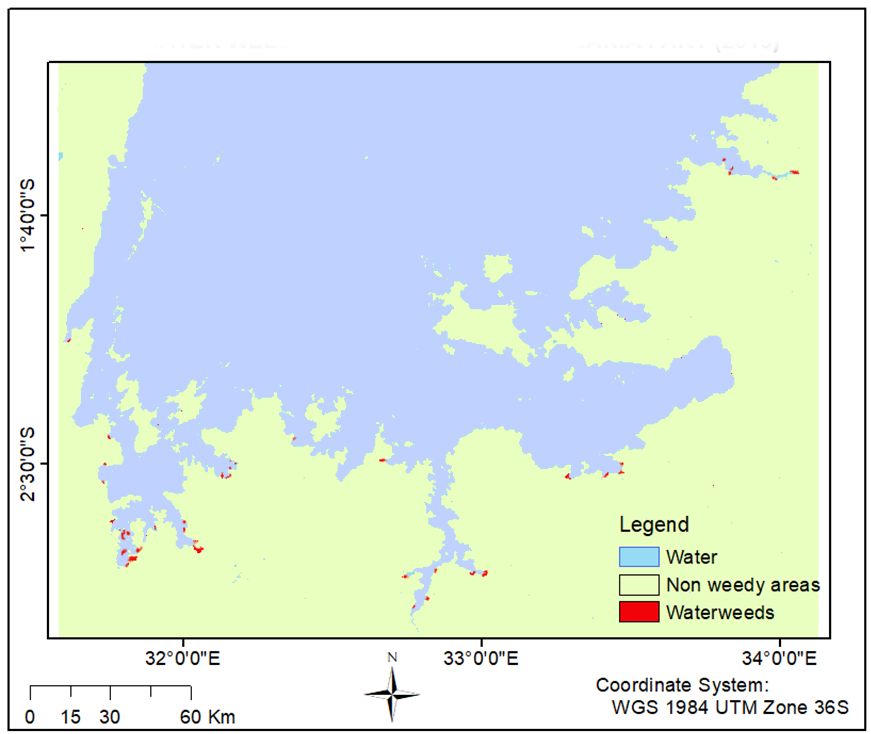 1°40'0"S
2°30'0"S
Legend
Water
Non weedy areas
Waterweeds
32°0'0"E
33°0'0"E
34°0'0"E
N
0 15 30 60 Km
Coordinate System:
WGS 1984 UTM Zone 36S